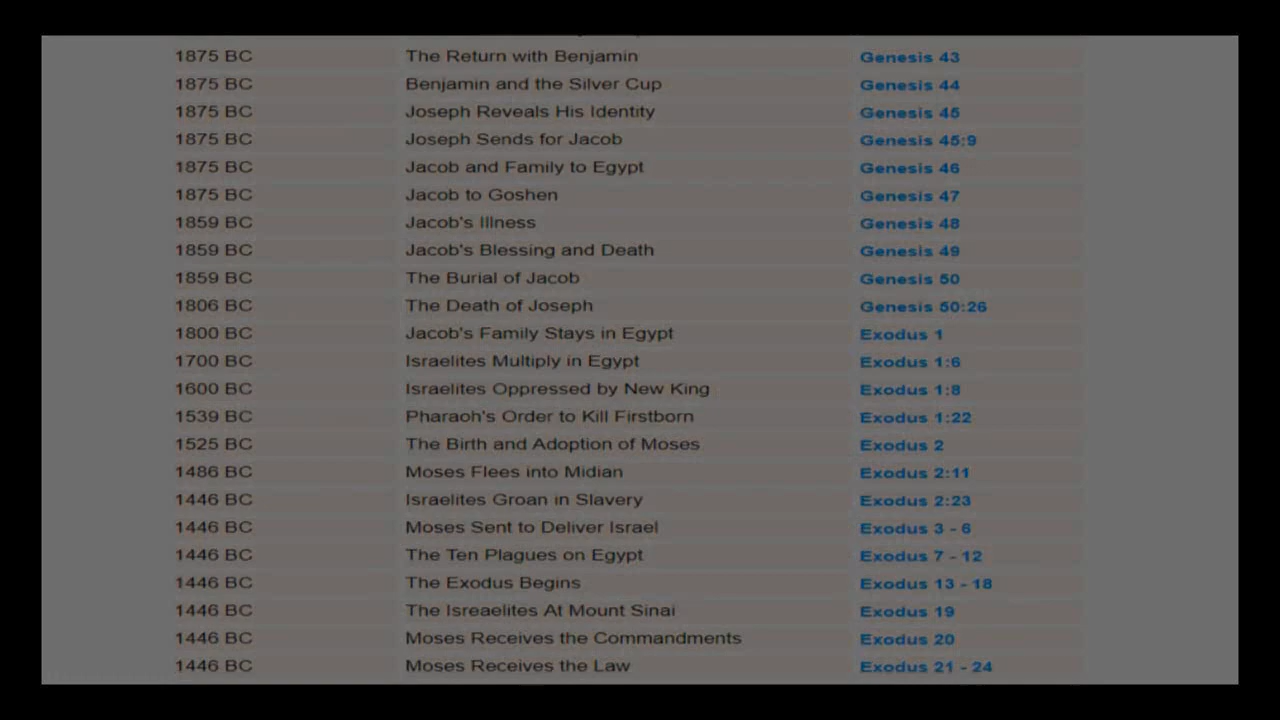 1875 BC The Return with Benjamin Genesis 43
1875 BC Benjamin and the Silver Cup Genesis 44
1875 BC Joseph Reveals His Identity Genesis 45
1875 BC Joseph Sends for Jacob Genesis 45:9
1875 BC Jacob and Family to Egypt Genesis 46
1875 BC Jacob to Goshen Genesis 47
1859 BC Jacob's Illness Genesis 48
1859 BC Jacob's Blessing and Death Genesis 49
1859 BC The Burial of Jacob Genesis 50
1806 BC The Death of Joseph Genesis 50:26
1800 BC Jacob's Family Stays in Egypt Exodus 1
1700 BC Israelites Multiply in Egypt Exodus 1:6
1600 BC Israelites Oppressed by New King Exodus 1:8
1539 BC Pharaoh's Order to Kill Firstborn Exodus 1:22
1525 BC The Birth and Adoption of Moses Exodus 2
1486 BC Moses Flees into Midian Exodus 2:11
1446 BC Israelites Groan in Slavery Exodus 2:23
1446 BC Moses Sent to Deliver Israel Exodus 3 - 6
1446 BC The Ten Plagues on Egypt Exodus 7 - 12
1446 BC The Exodus Begins Exodus 13 - 18
1446 BC The Isreaelites At Mount Sinai Exodus 19
1446 BC Moses Receives the Commandments Exodus 20
1446 BC Moses Receives the Law Exodus 21 - 24